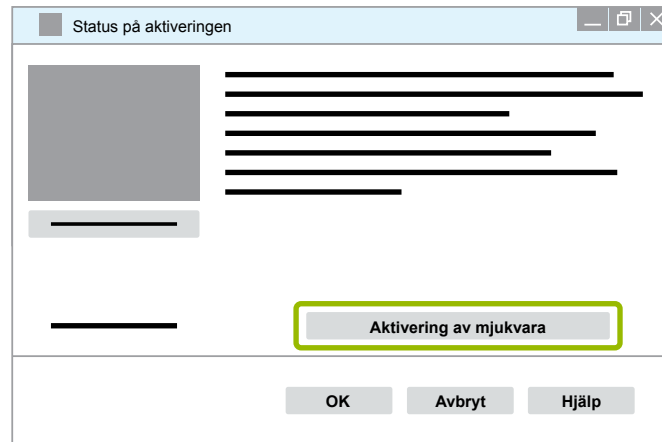 Status på aktiveringen
Aktivering av mjukvara
OK
Avbryt
Hjälp